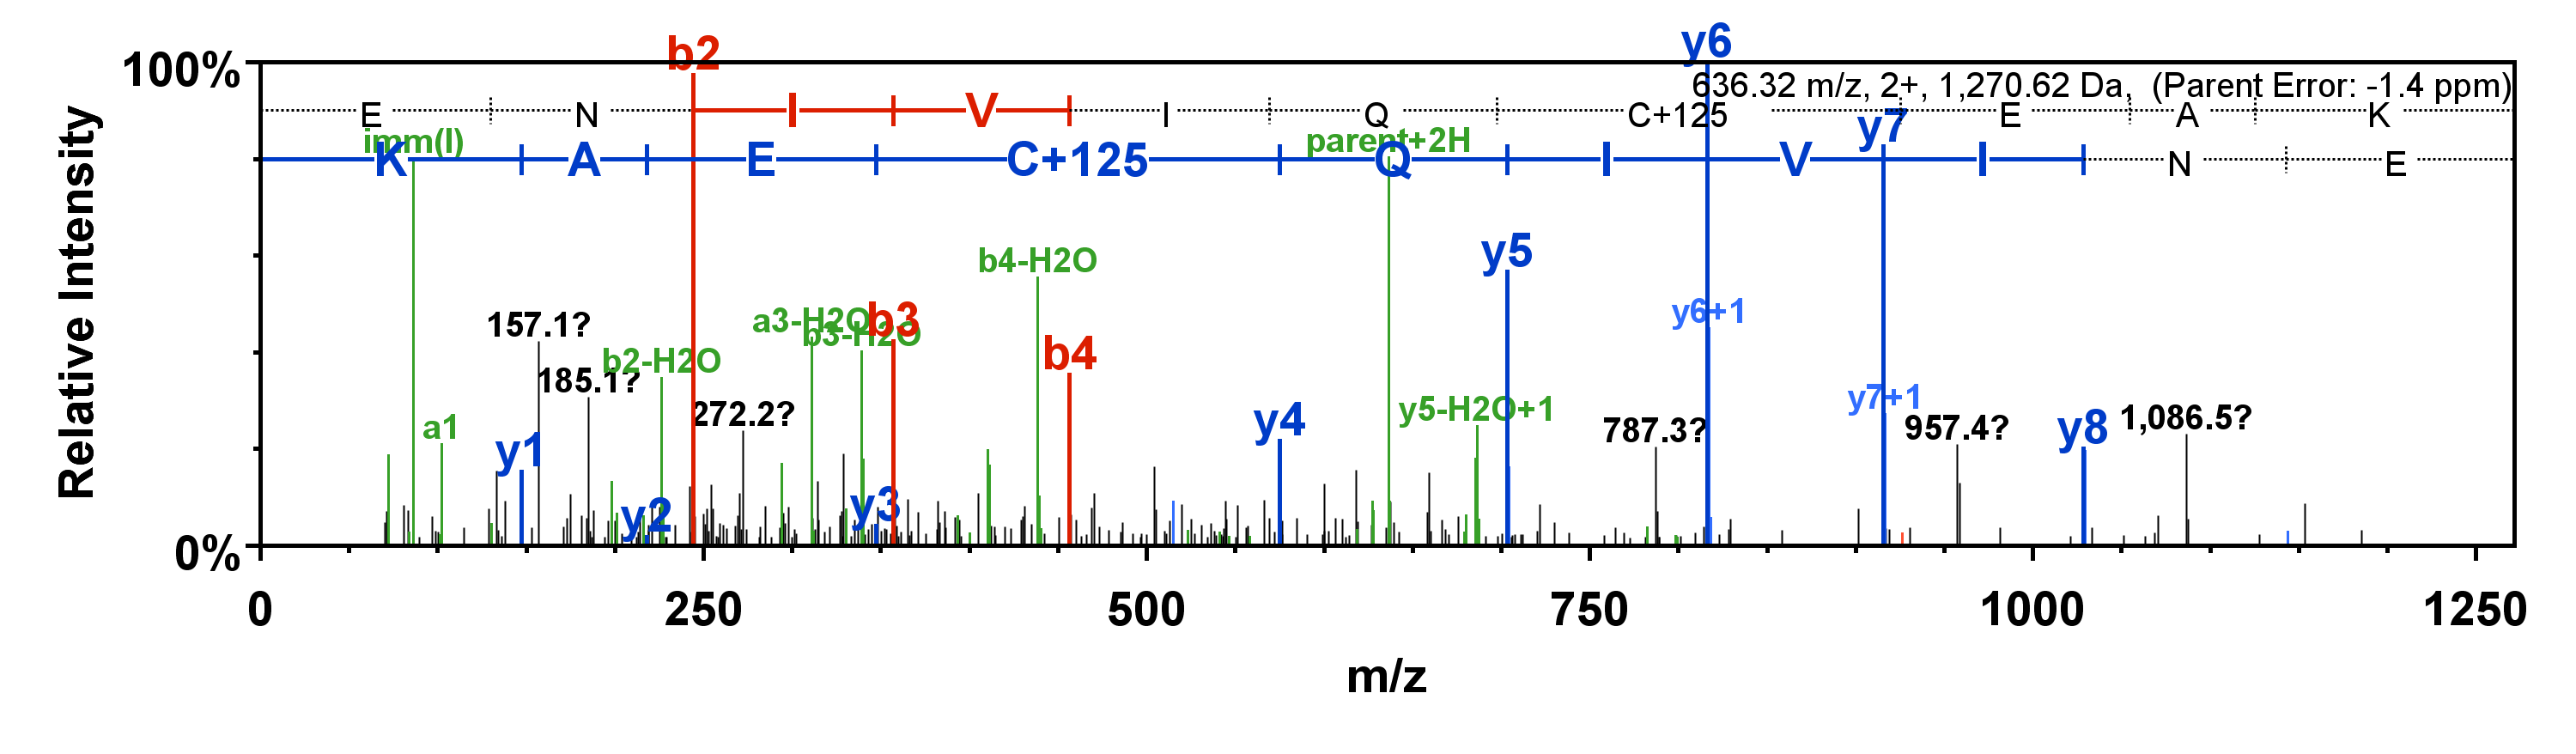 y6
b2
100%
636.32 m/z, 2+, 1,270.62 Da,  (Parent Error: -1.4 ppm)
E N I V I Q C+125 E A K
y7
imm(I) parent+2H
K A E C+125 Q I V I N E
y5
b4-H2O
y6+1
a3-H2O b3
157.1? b3-H2O
b4
b2-H2O
185.1?
y7+1
272.2? y5-H2O+1 1,086.5?
a1 y4 787.3? 957.4? y8
y1
y3
y2
Relative Intensity
0%
0 250 500 750 1000 1250
m/z